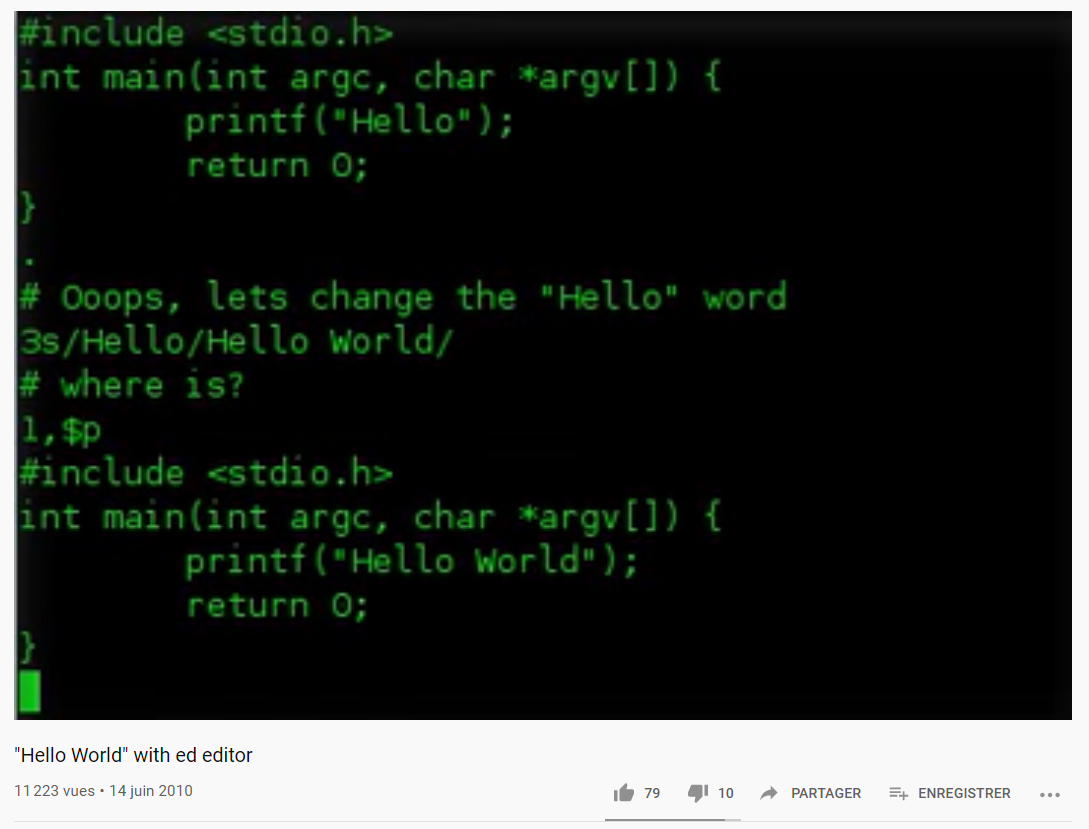 #include <stdio.h>
int main(int argc, char *argv[]) {
        printf("Hello");
        return 0;
}
.
# Ooops, lets change the "Hello" word
3s/Hello/Hello World/
# where is?
1,$p
#include <stdio.h>
int main(int argc, char *argv[]) {
        printf("Hello World");
        return 0;
}
"Hello World" with ed editor
11 223 vues • 14 juin 2010
79 10 PARTAGER ENREGISTRER